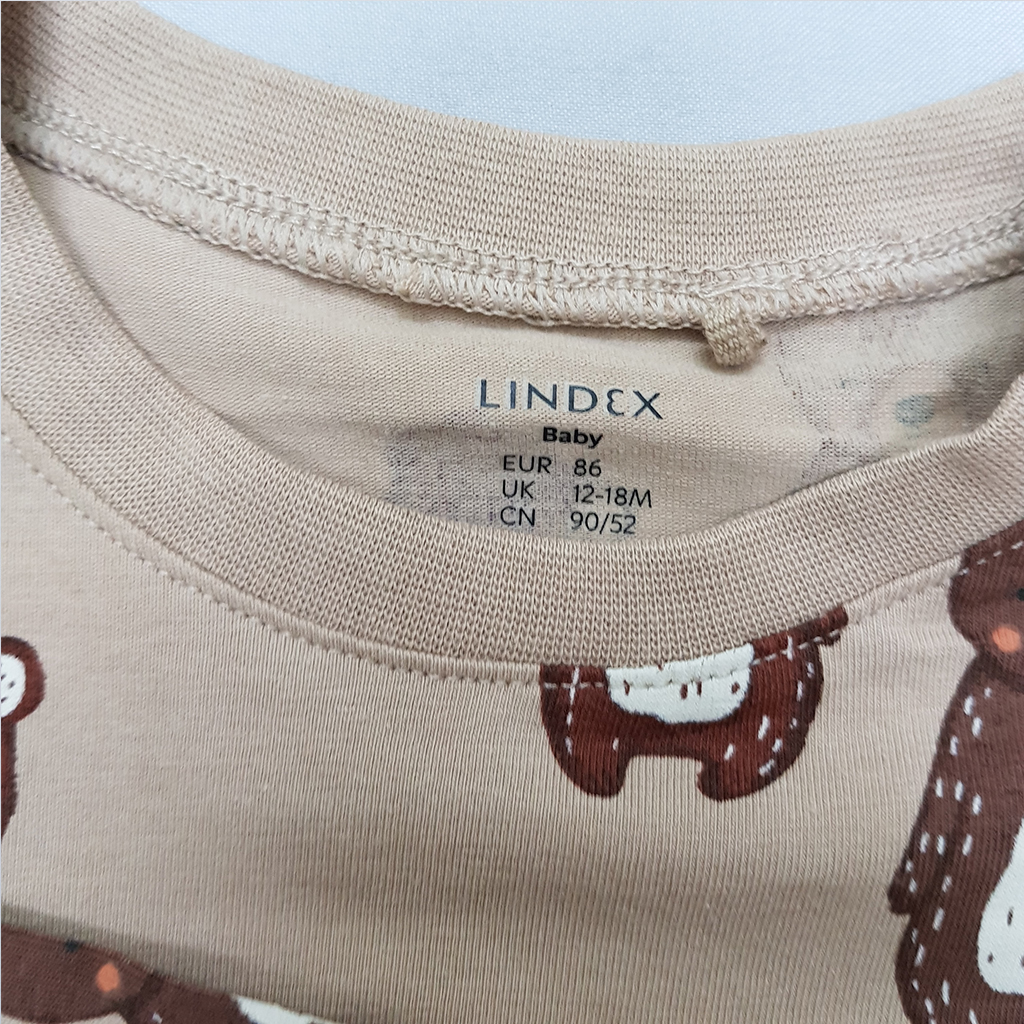 LINDEX
Baby
EUR 86
UK 12-18M
CN 90/52